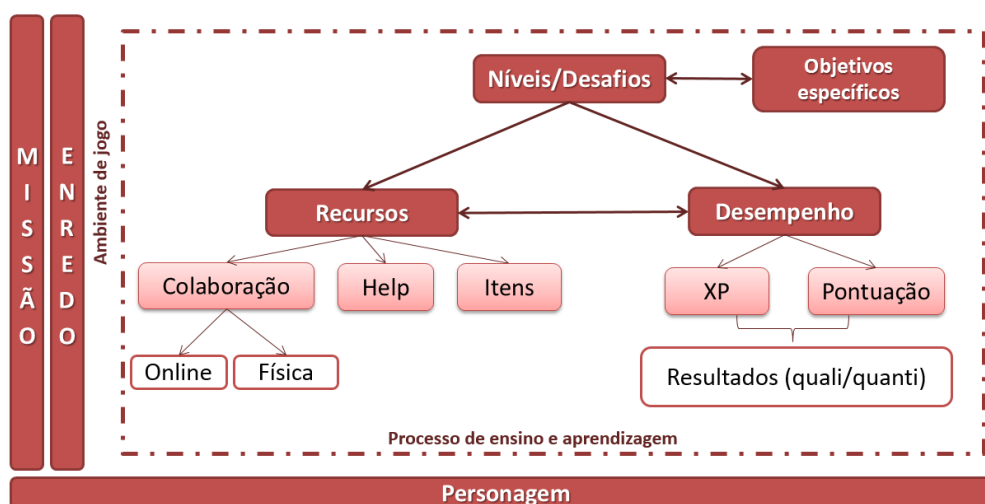 MISSÃO
ENREDO
Ambiente de jogo
Níveis/Desafios
Objetivos
específicos
Recursos
Desempenho
Colaboração
Help
Itens
XP
Pontuação
Online
Física
Resultados (quali/quanti)
Processo de ensino e aprendizagem
Personagem